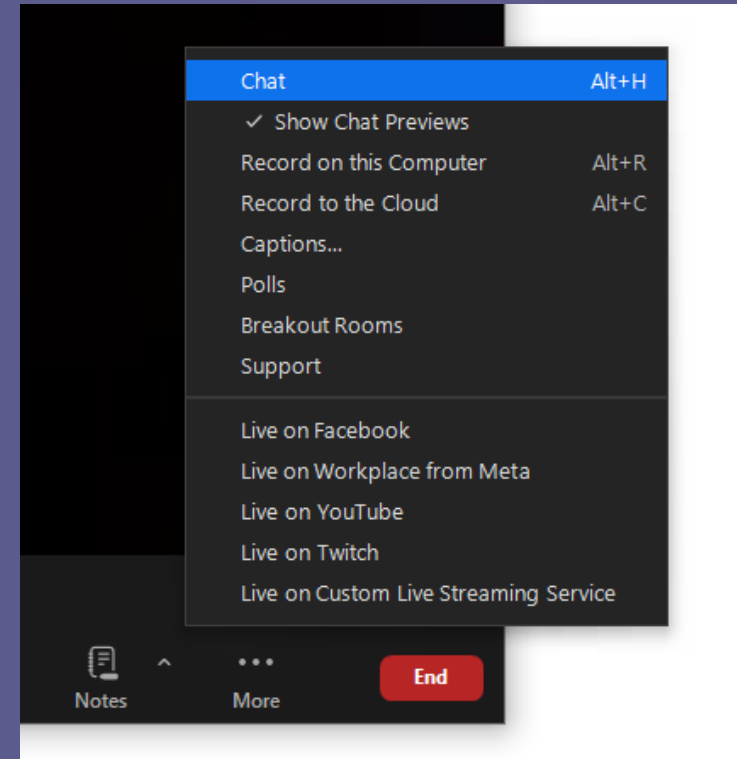 Chat Alt+H
✓ Show Chat Previews
Record on this Computer Alt+R
Record to the Cloud Alt+C
Captions...
Polls
Breakout Rooms
Support
Live on Facebook
Live on Workplace from Meta
Live on YouTube
Live on Twitch
Live on Custom Live Streaming Service
Notes More End